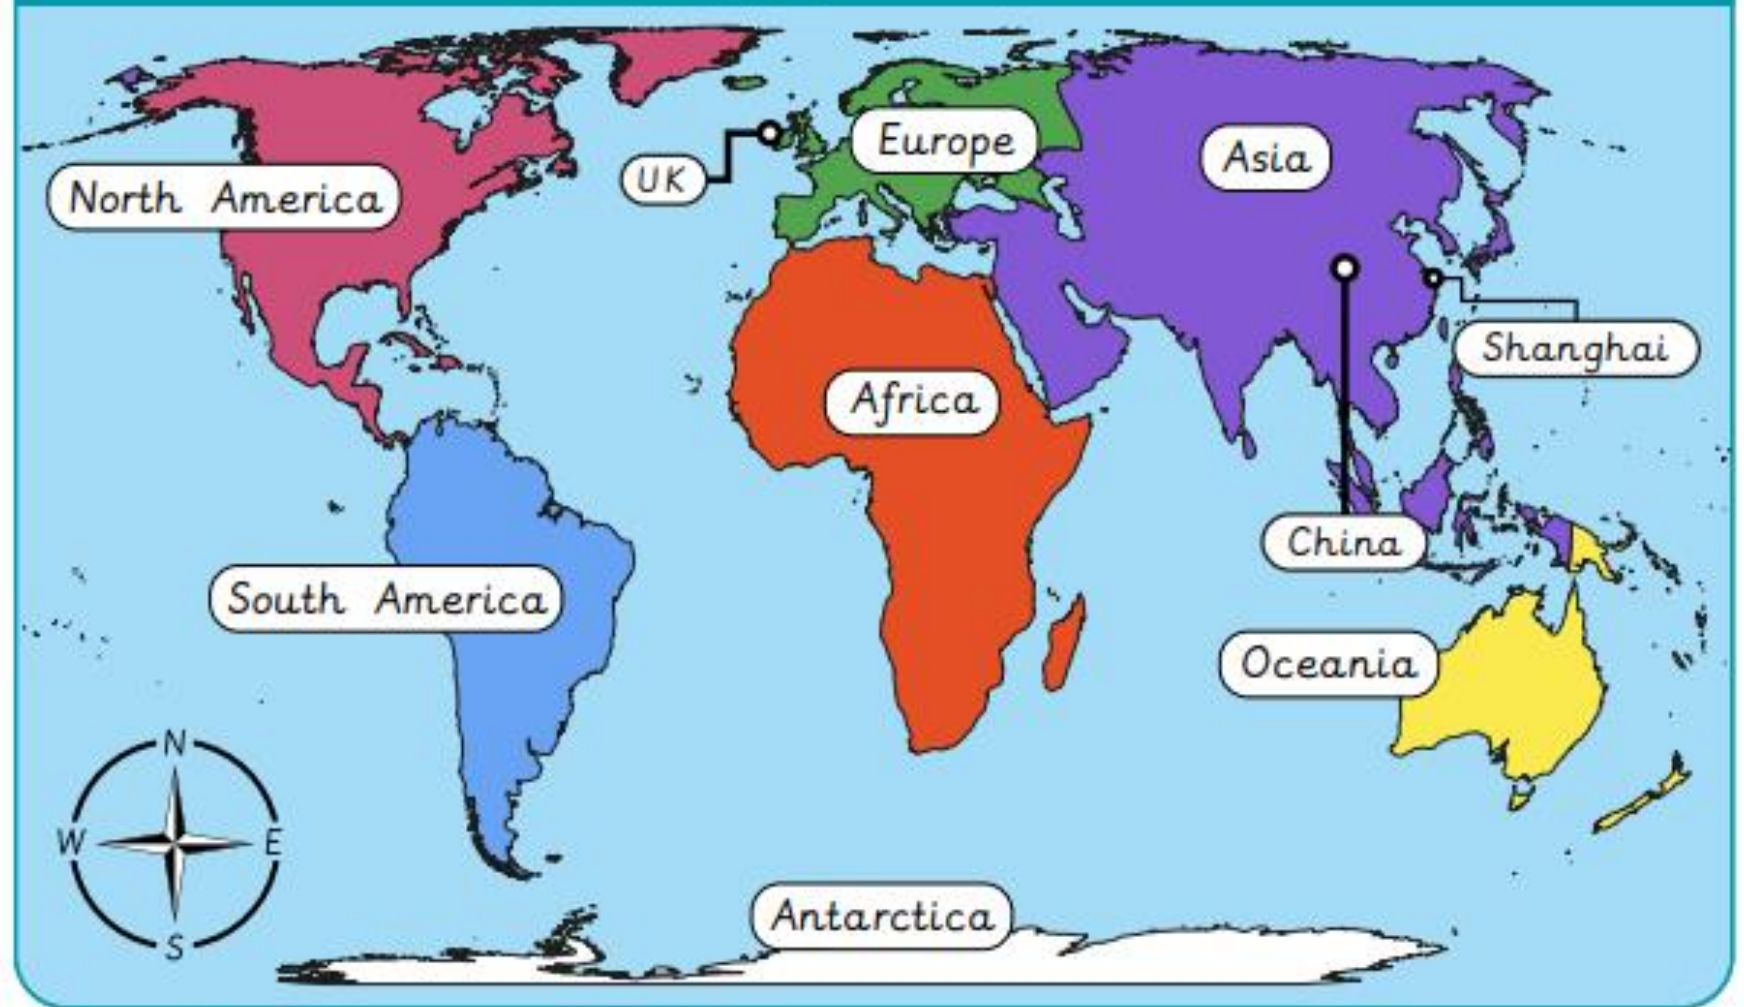 North America
UK
Europe
Asia
Shanghai
Africa
China
South America
Oceania
N
W
E
S
Antarctica